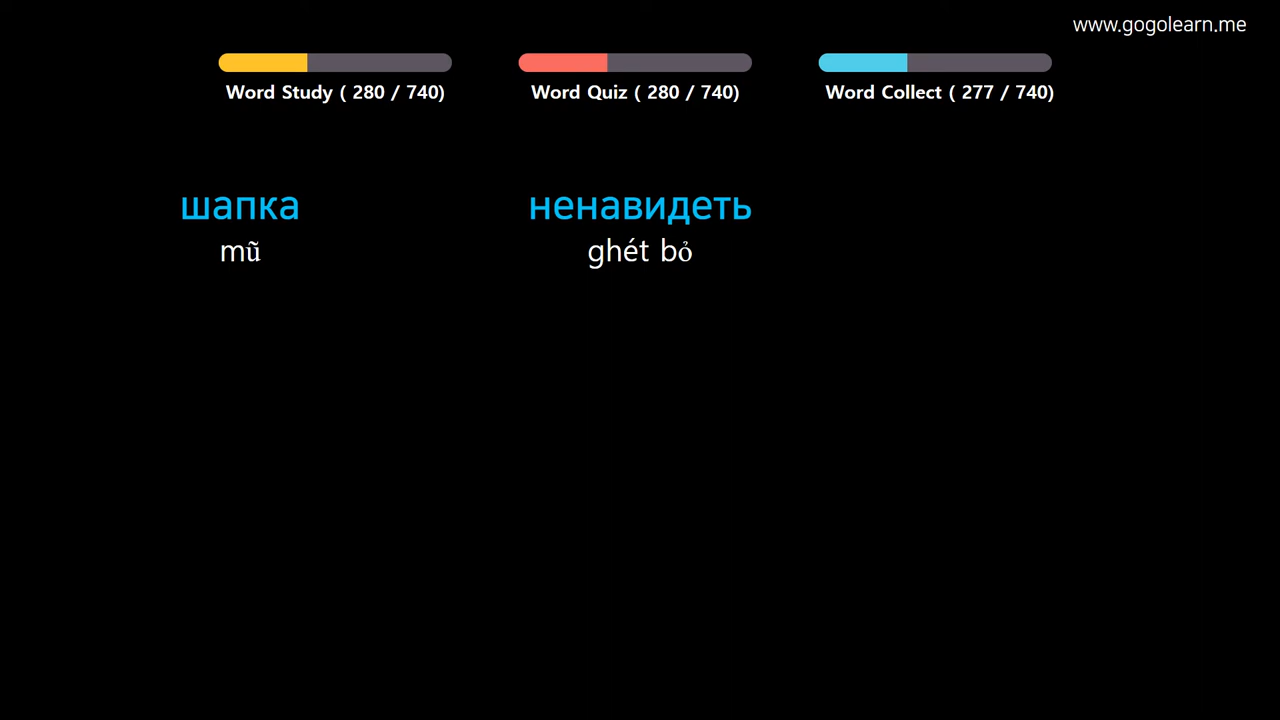 www.gogolearn.me
Word Study ( 280 / 740)
Word Quiz ( 280 / 740)
Word Collect ( 277 / 740)
шапка
mũ
ненавидеть
ghét bỏ